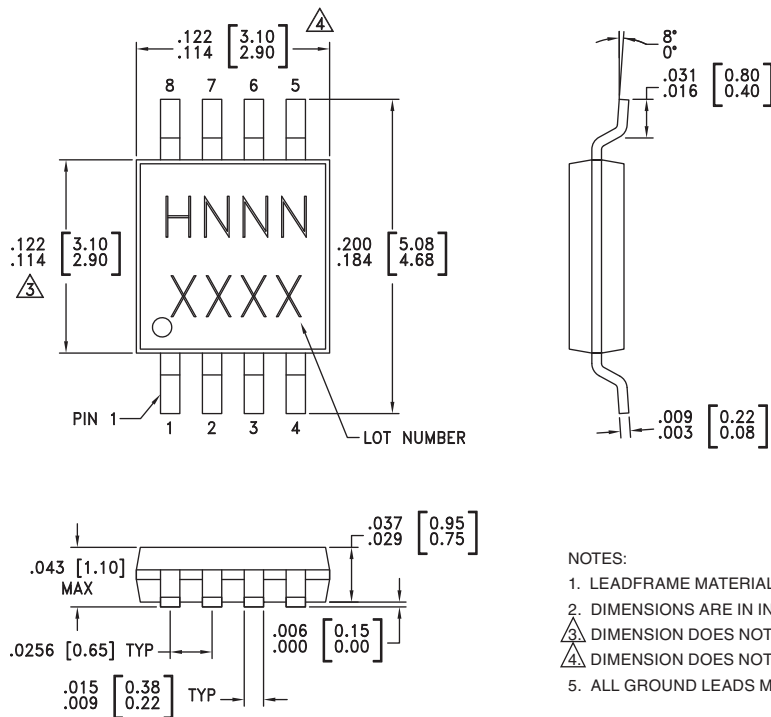 .122 [3.10]
.114 [2.90]
4
8 7 6 5
8°
0°
.031 [0.80]
.016 [0.40]
HNNN
XXXX
.122 [3.10]
.114 [2.90]
3
.200 [5.08]
.184 [4.68]
PIN 1
1 2 3 4
LOT NUMBER
.009 [0.22]
.003 [0.08]
.043 [1.10]
MAX
.037 [0.95]
.029 [0.75]
.0256 [0.65] TYP
.006 [0.15]
.000 [0.00]
.015 [0.38]
.009 [0.22]
TYP
NOTES:
1. LEADFRAME MATERIAL
2. DIMENSIONS ARE IN IN
3. DIMENSION DOES NOT
4. DIMENSION DOES NOT
5. ALL GROUND LEADS M